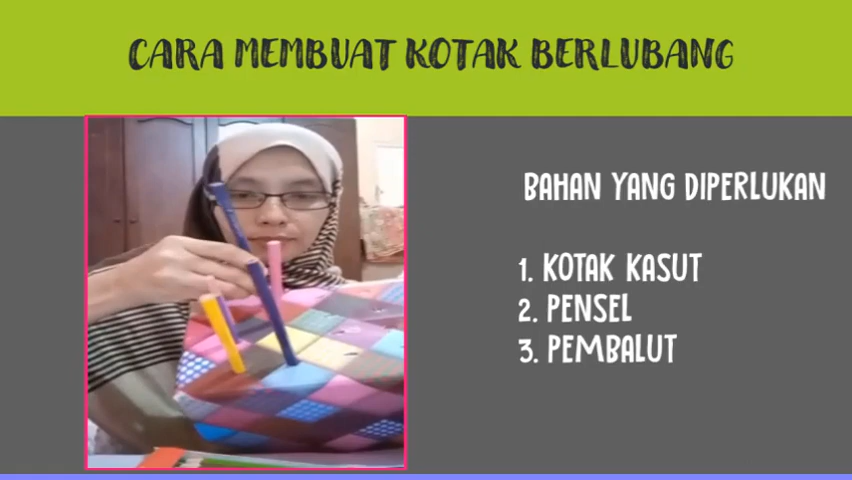 CARA MEMBUAT KOTAK BERLUBANG
BAHAN YANG DIPERLUKAN
1. KOTAK KASUT
2. PENSEL
3. PEMBALUT